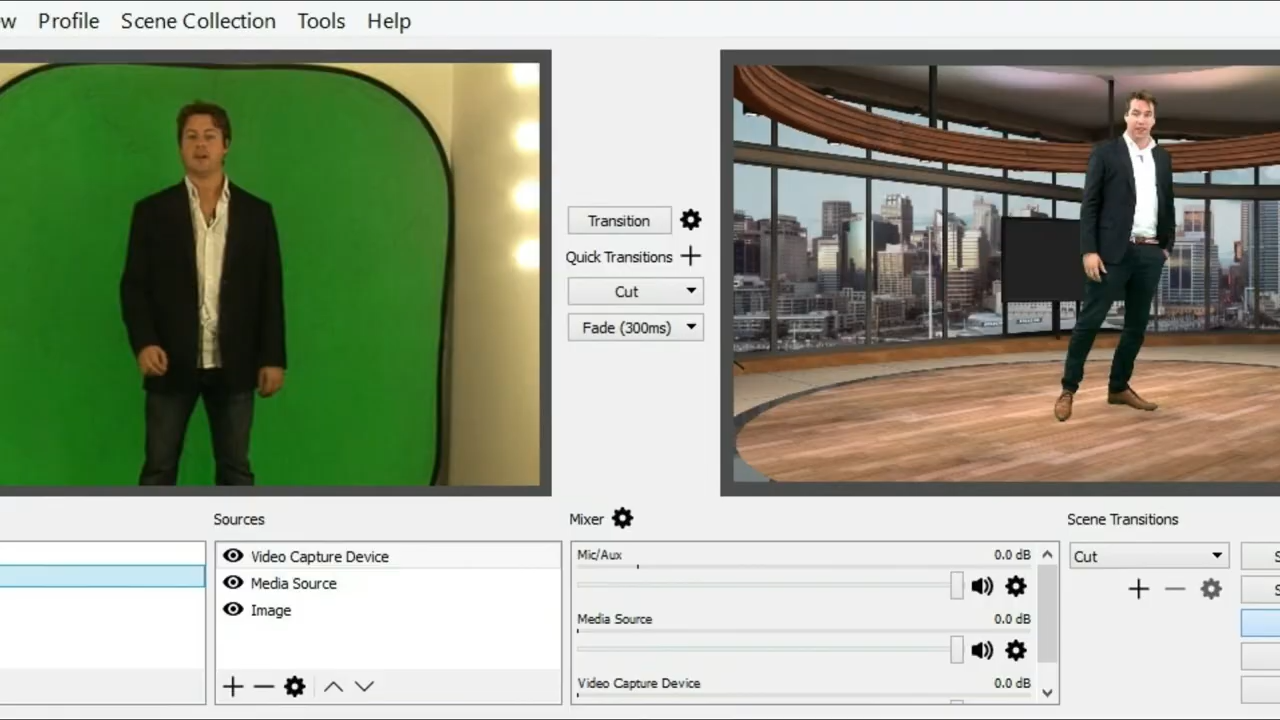 w Profile Scene Collection Tools Help
Transition
Quick Transitions
Cut
Fade (300ms)
Sources
Video Capture Device
Media Source
Image
Mixer
Mic/Aux 0.0 dB
Media Source 0.0 dB
Video Capture Device 0.0 dB
Scene Transitions
Cut
S
S